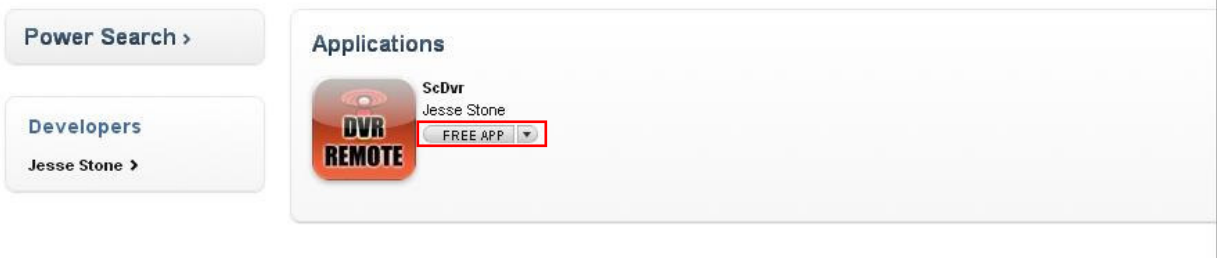 Power Search ›
Developers
Jesse Stone ›
Applications
DVR
REMOTE
ScDvr
Jesse Stone
FREE APP